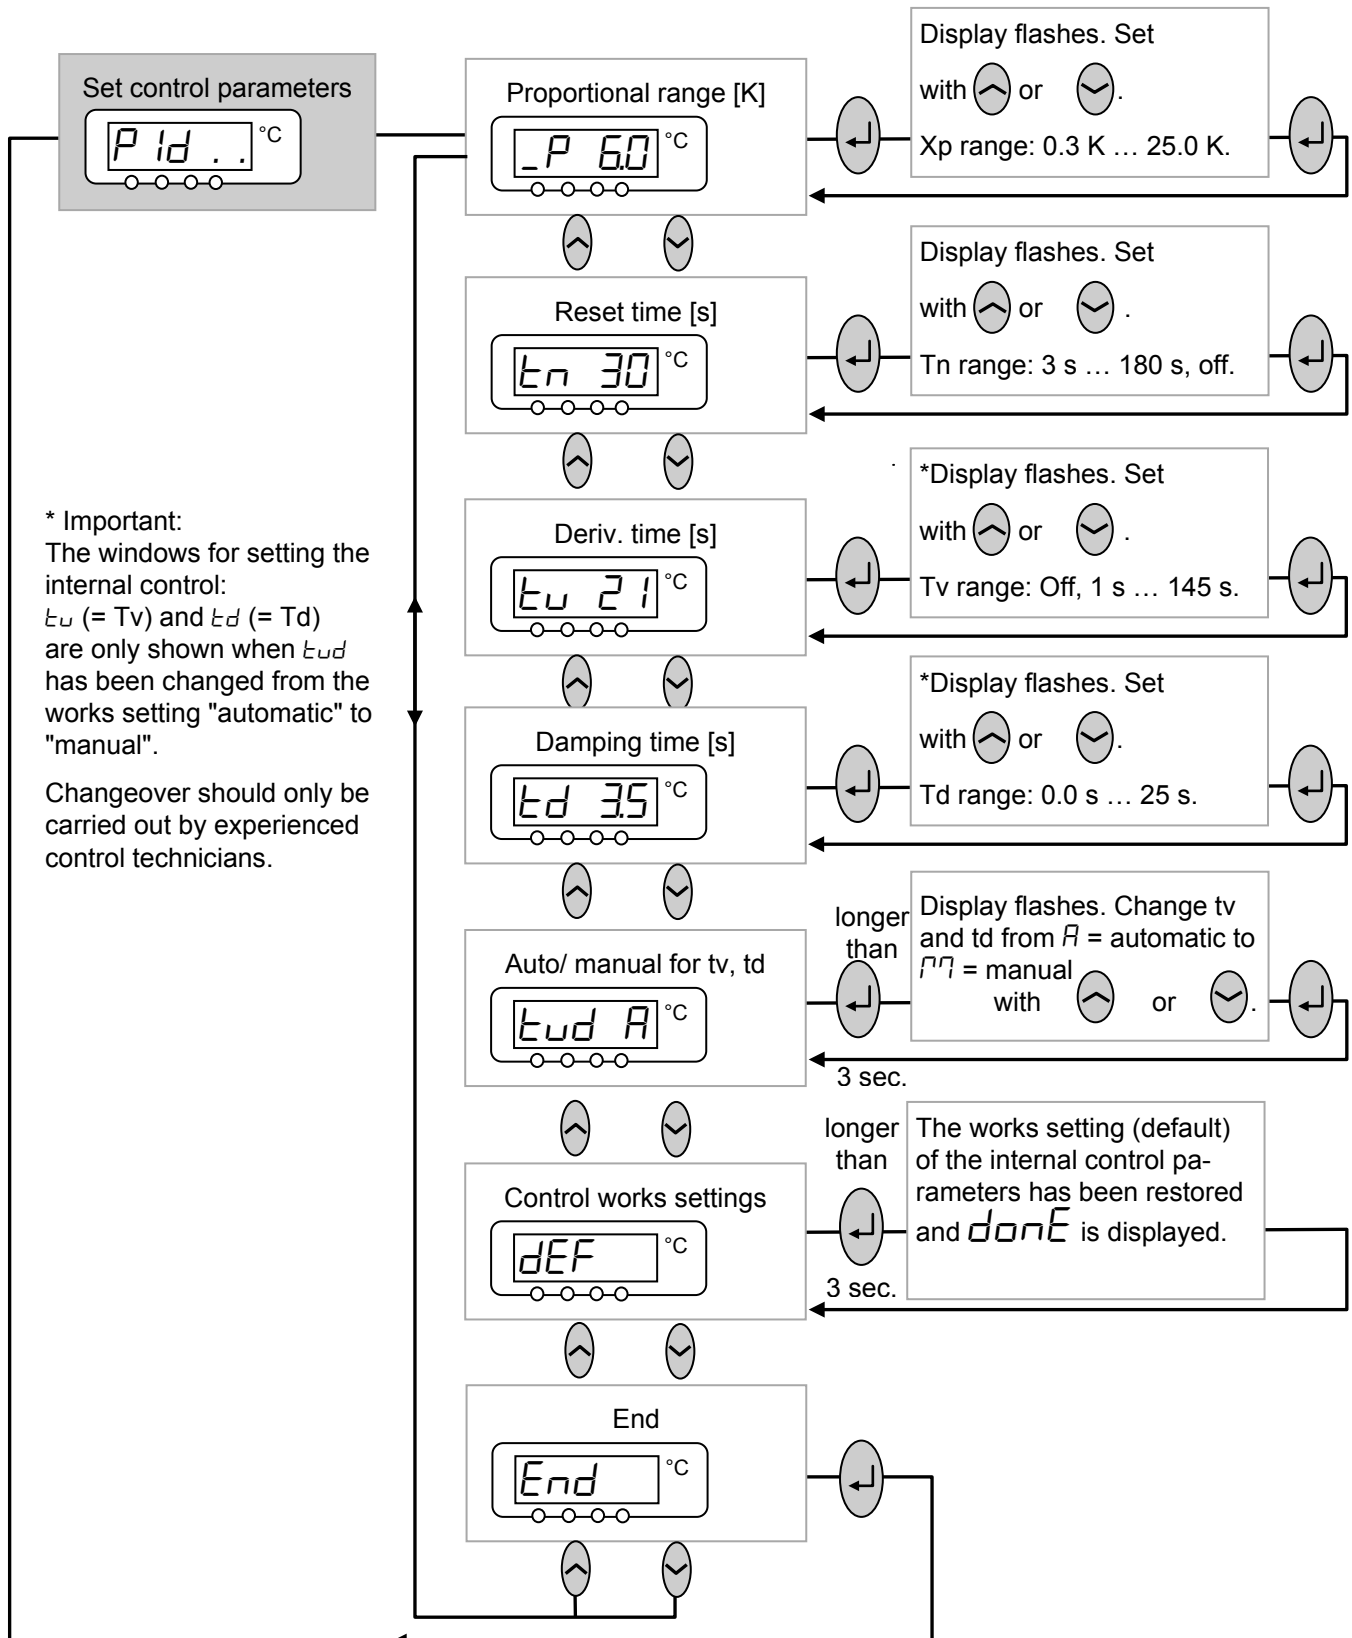 Set control parameters
PId . .
°C
Proportional range [K]
_P 6.0
°C
Display flashes. Set
with or .
Xp range: 0.3 K … 25.0 K.
Reset time [s]
tn 30
°C
Display flashes. Set
with or .
Tn range: 3 s … 180 s, off.
Deriv. time [s]
tu 21
°C
.
*Display flashes. Set
with or .
Tv range: Off, 1 s … 145 s.
* Important:
The windows for setting the
internal control:
tu (= Tv) and td (= Td)
are only shown when tud
has been changed from the
works setting "automatic" to
"manual".
Changeover should only be
carried out by experienced
control technicians.
Damping time [s]
td 3.5
°C
*Display flashes. Set
with or .
Td range: 0.0 s … 25 s.
Auto/ manual for tv, td
tud A
°C
longer
than
3 sec.
Display flashes. Change tv
and td from A = automatic to
M = manual
with or .
Control works settings
dEF
°C
longer
than
3 sec.
The works setting (default)
of the internal control pa-
rameters has been restored
and donE is displayed.
End
End
°C